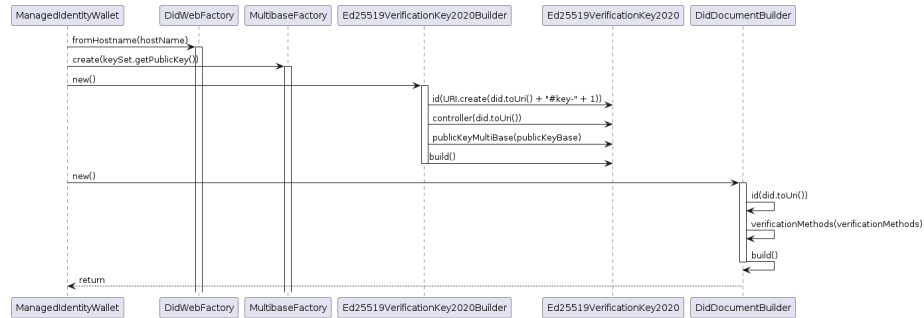 ManagedIdentityWallet
DidWebFactory
MultibaseFactory
Ed25519VerificationKey2020Builder
Ed25519VerificationKey2020
DidDocumentBuilder
fromHostname(hostName)
create(keySet.getPublicKey())
new()
id(URI.create(did.toUri() + "#key-" + 1))
controller(did.toUri())
publicKeyMultiBase(publicKeyBase)
build()
new()
id(did.toUri())
verificationMethods(verificationMethods)
build()
return
ManagedIdentityWallet
DidWebFactory
MultibaseFactory
Ed25519VerificationKey2020Builder
Ed25519VerificationKey2020
DidDocumentBuilder